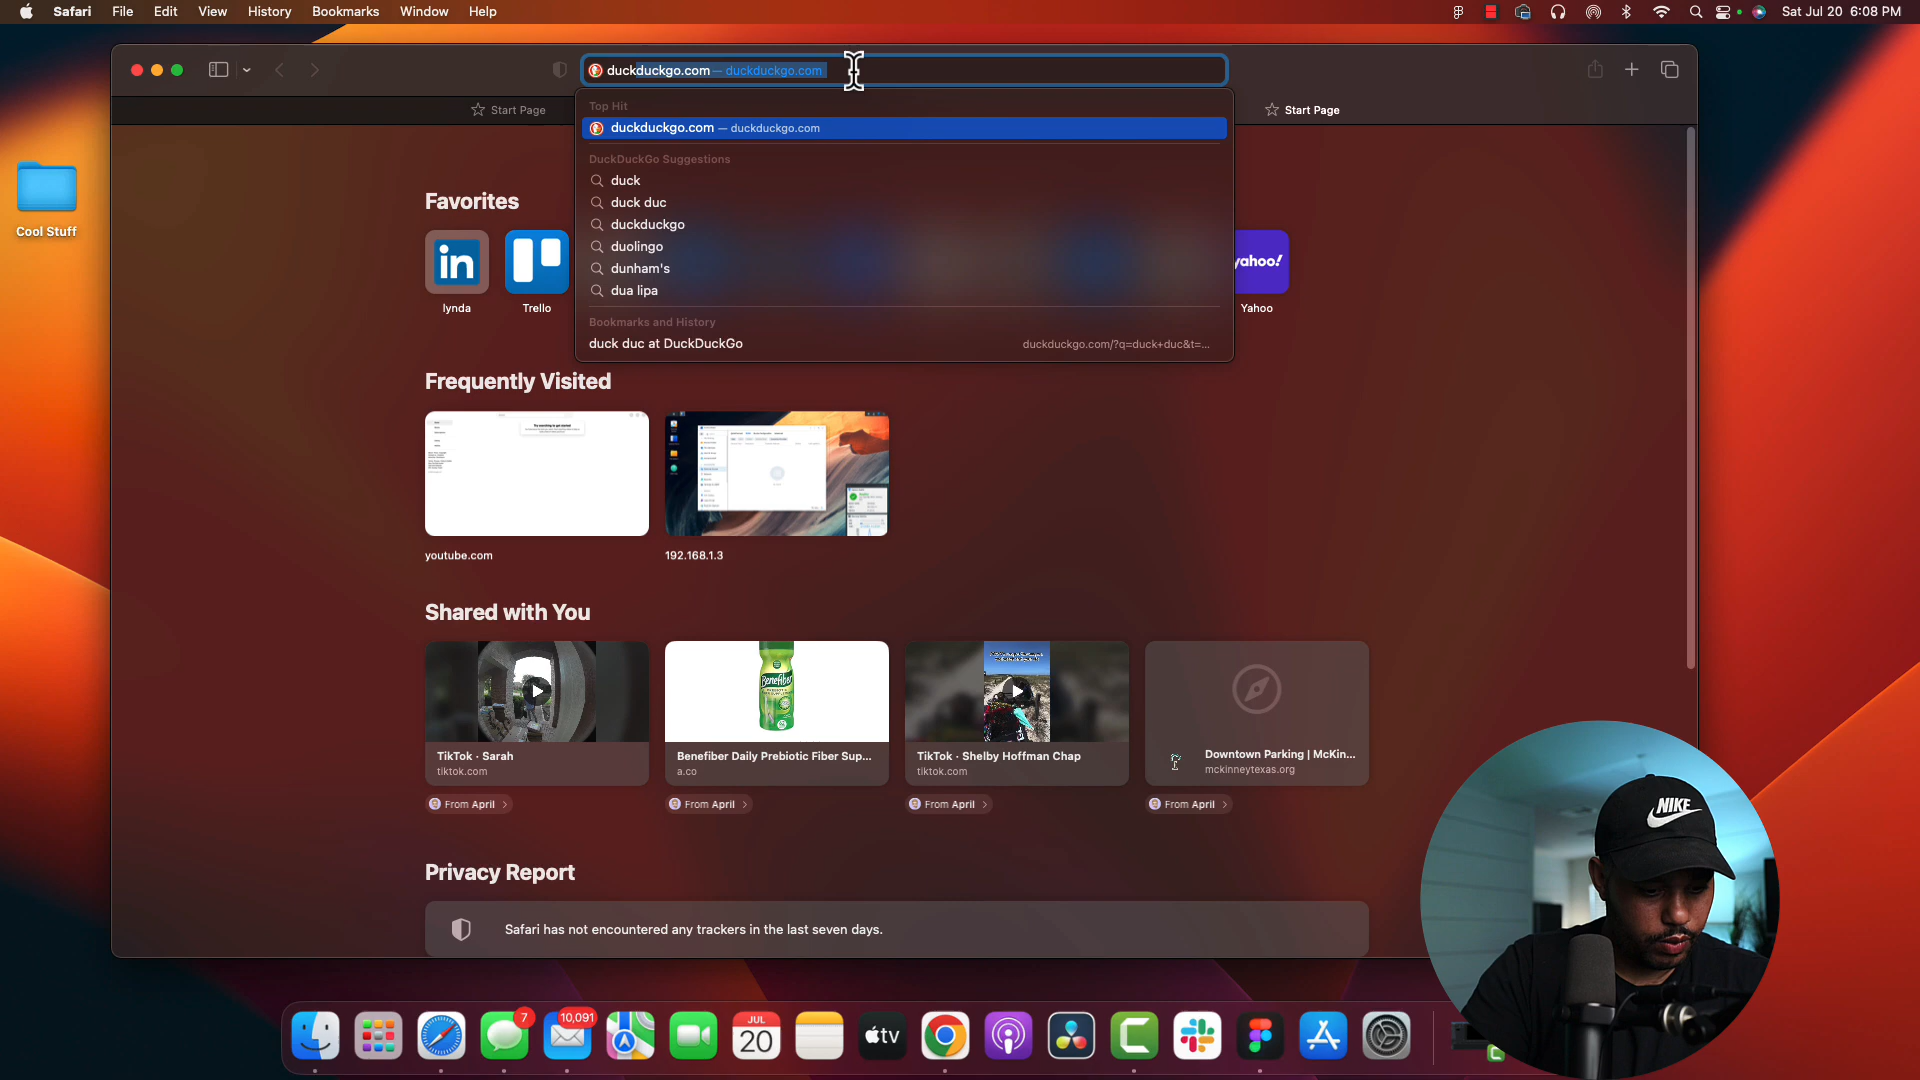 Safari File Edit View History Bookmarks Window Help
Sat Jul 20 6:08 PM
duckduckgo.com — duckduckgo.com
Start Page
Start Page
Top Hit
duckduckgo.com — duckduckgo.com
DuckDuckGo Suggestions
duck
duck duc
duckduckgo
duolingo
dunham's
dua lipa
Bookmarks and History
duck duc at DuckDuckGo
duckduckgo.com/?q=duck+duc&t=...
Cool Stuff
Favorites
in
yahoo!
lynda
Trello
Yahoo
Frequently Visited
youtube.com
192.168.1.3
Shared with You
Benefiber
TikTok · Sarah
tiktok.com
Benefiber Daily Prebiotic Fiber Sup...
a.co
TikTok · Shelby Hoffman Chap
tiktok.com
Downtown Parking | McKin...
mckinneytexas.org
From April
From April
From April
From April
Privacy Report
Safari has not encountered any trackers in the last seven days.
NIKE
7
10,091
JUL
20
tv